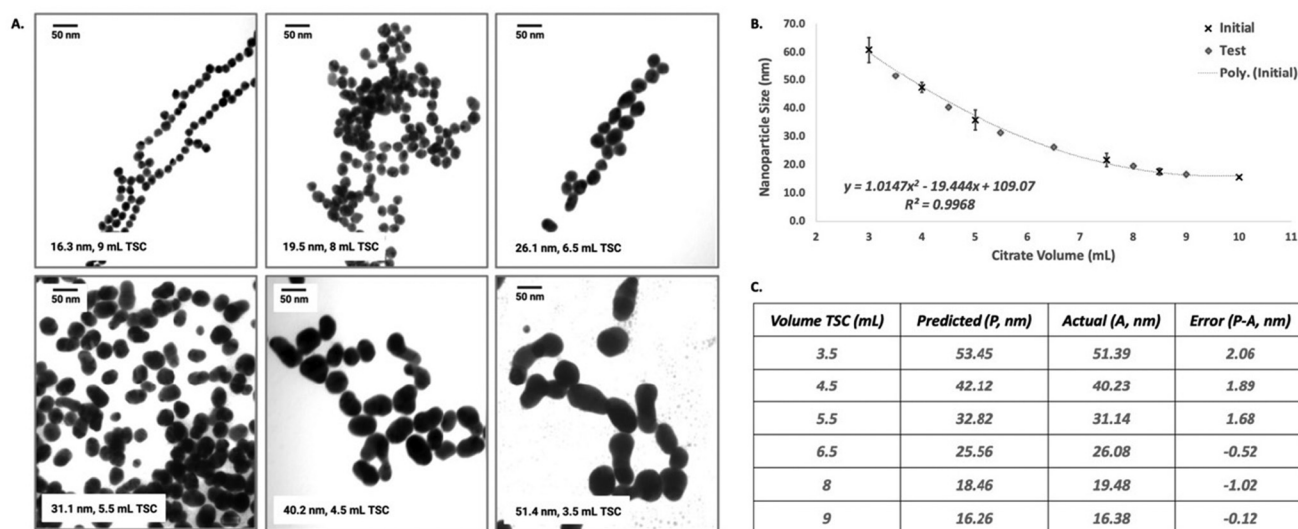 A.
50 nm
16.3 nm, 9 mL TSC
50 nm
19.5 nm, 8 mL TSC
50 nm
26.1 nm, 6.5 mL TSC
50 nm
31.1 nm, 5.5 mL TSC
50 nm
40.2 nm, 4.5 mL TSC
50 nm
51.4 nm, 3.5 mL TSC
B.
Nanoparticle Size (nm)
70.0
60.0
50.0
40.0
30.0
20.0
10.0
0.0
Initial
Test
Poly. (Initial)
y = 1.0147x² - 19.444x + 109.07
R² = 0.9968
2 3 4 5 6 7 8 9 10 11
Citrate Volume (mL)
C.
Volume TSC (mL) Predicted (P, nm) Actual (A, nm) Error (P-A, nm)
3.5 53.45 51.39 2.06
4.5 42.12 40.23 1.89
5.5 32.82 31.14 1.68
6.5 25.56 26.08 -0.52
8 18.46 19.48 -1.02
9 16.26 16.38 -0.12